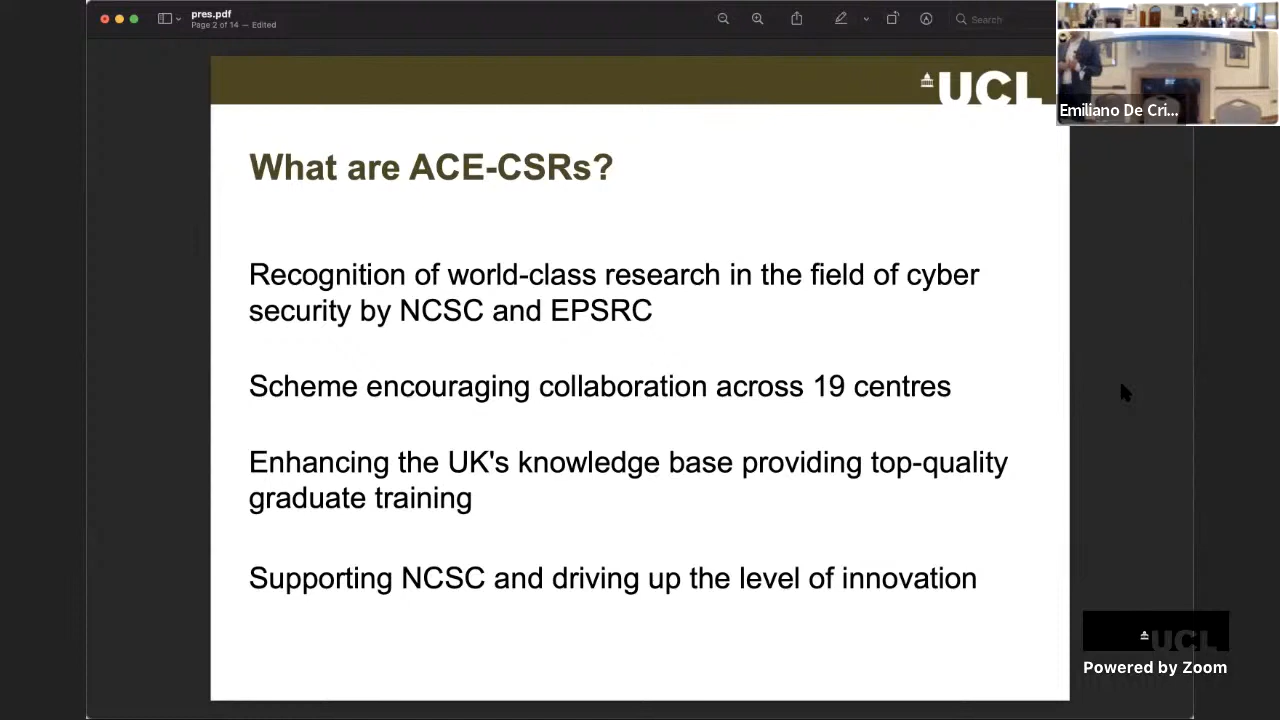 pres.pdf
Page 2 of 14 — Edited
Search
UCL
Emiliano De Cri...
What are ACE-CSRs?
Recognition of world-class research in the field of cyber
security by NCSC and EPSRC
Scheme encouraging collaboration across 19 centres
Enhancing the UK's knowledge base providing top-quality
graduate training
Supporting NCSC and driving up the level of innovation
UCL
Powered by Zoom